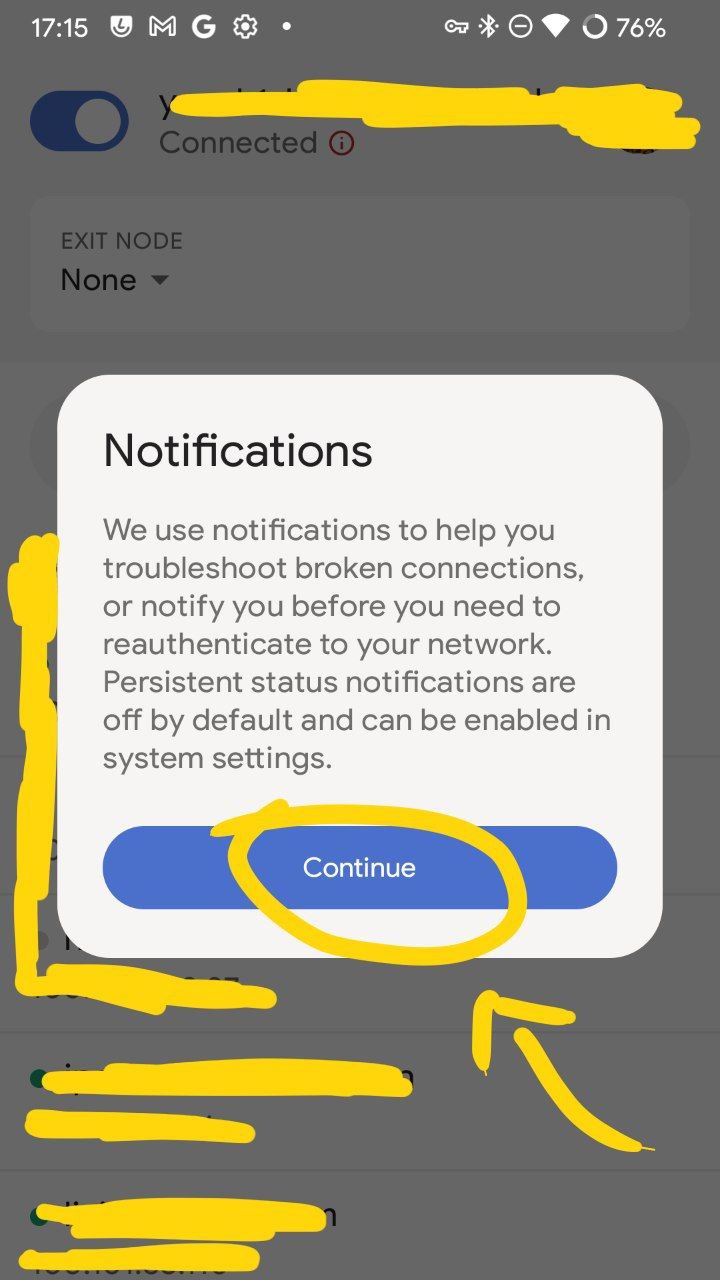 17:15
76%
Connected
EXIT NODE
None
Notifications
We use notifications to help you
troubleshoot broken connections,
or notify you before you need to
reauthenticate to your network.
Persistent status notifications are
off by default and can be enabled in
system settings.
Continue